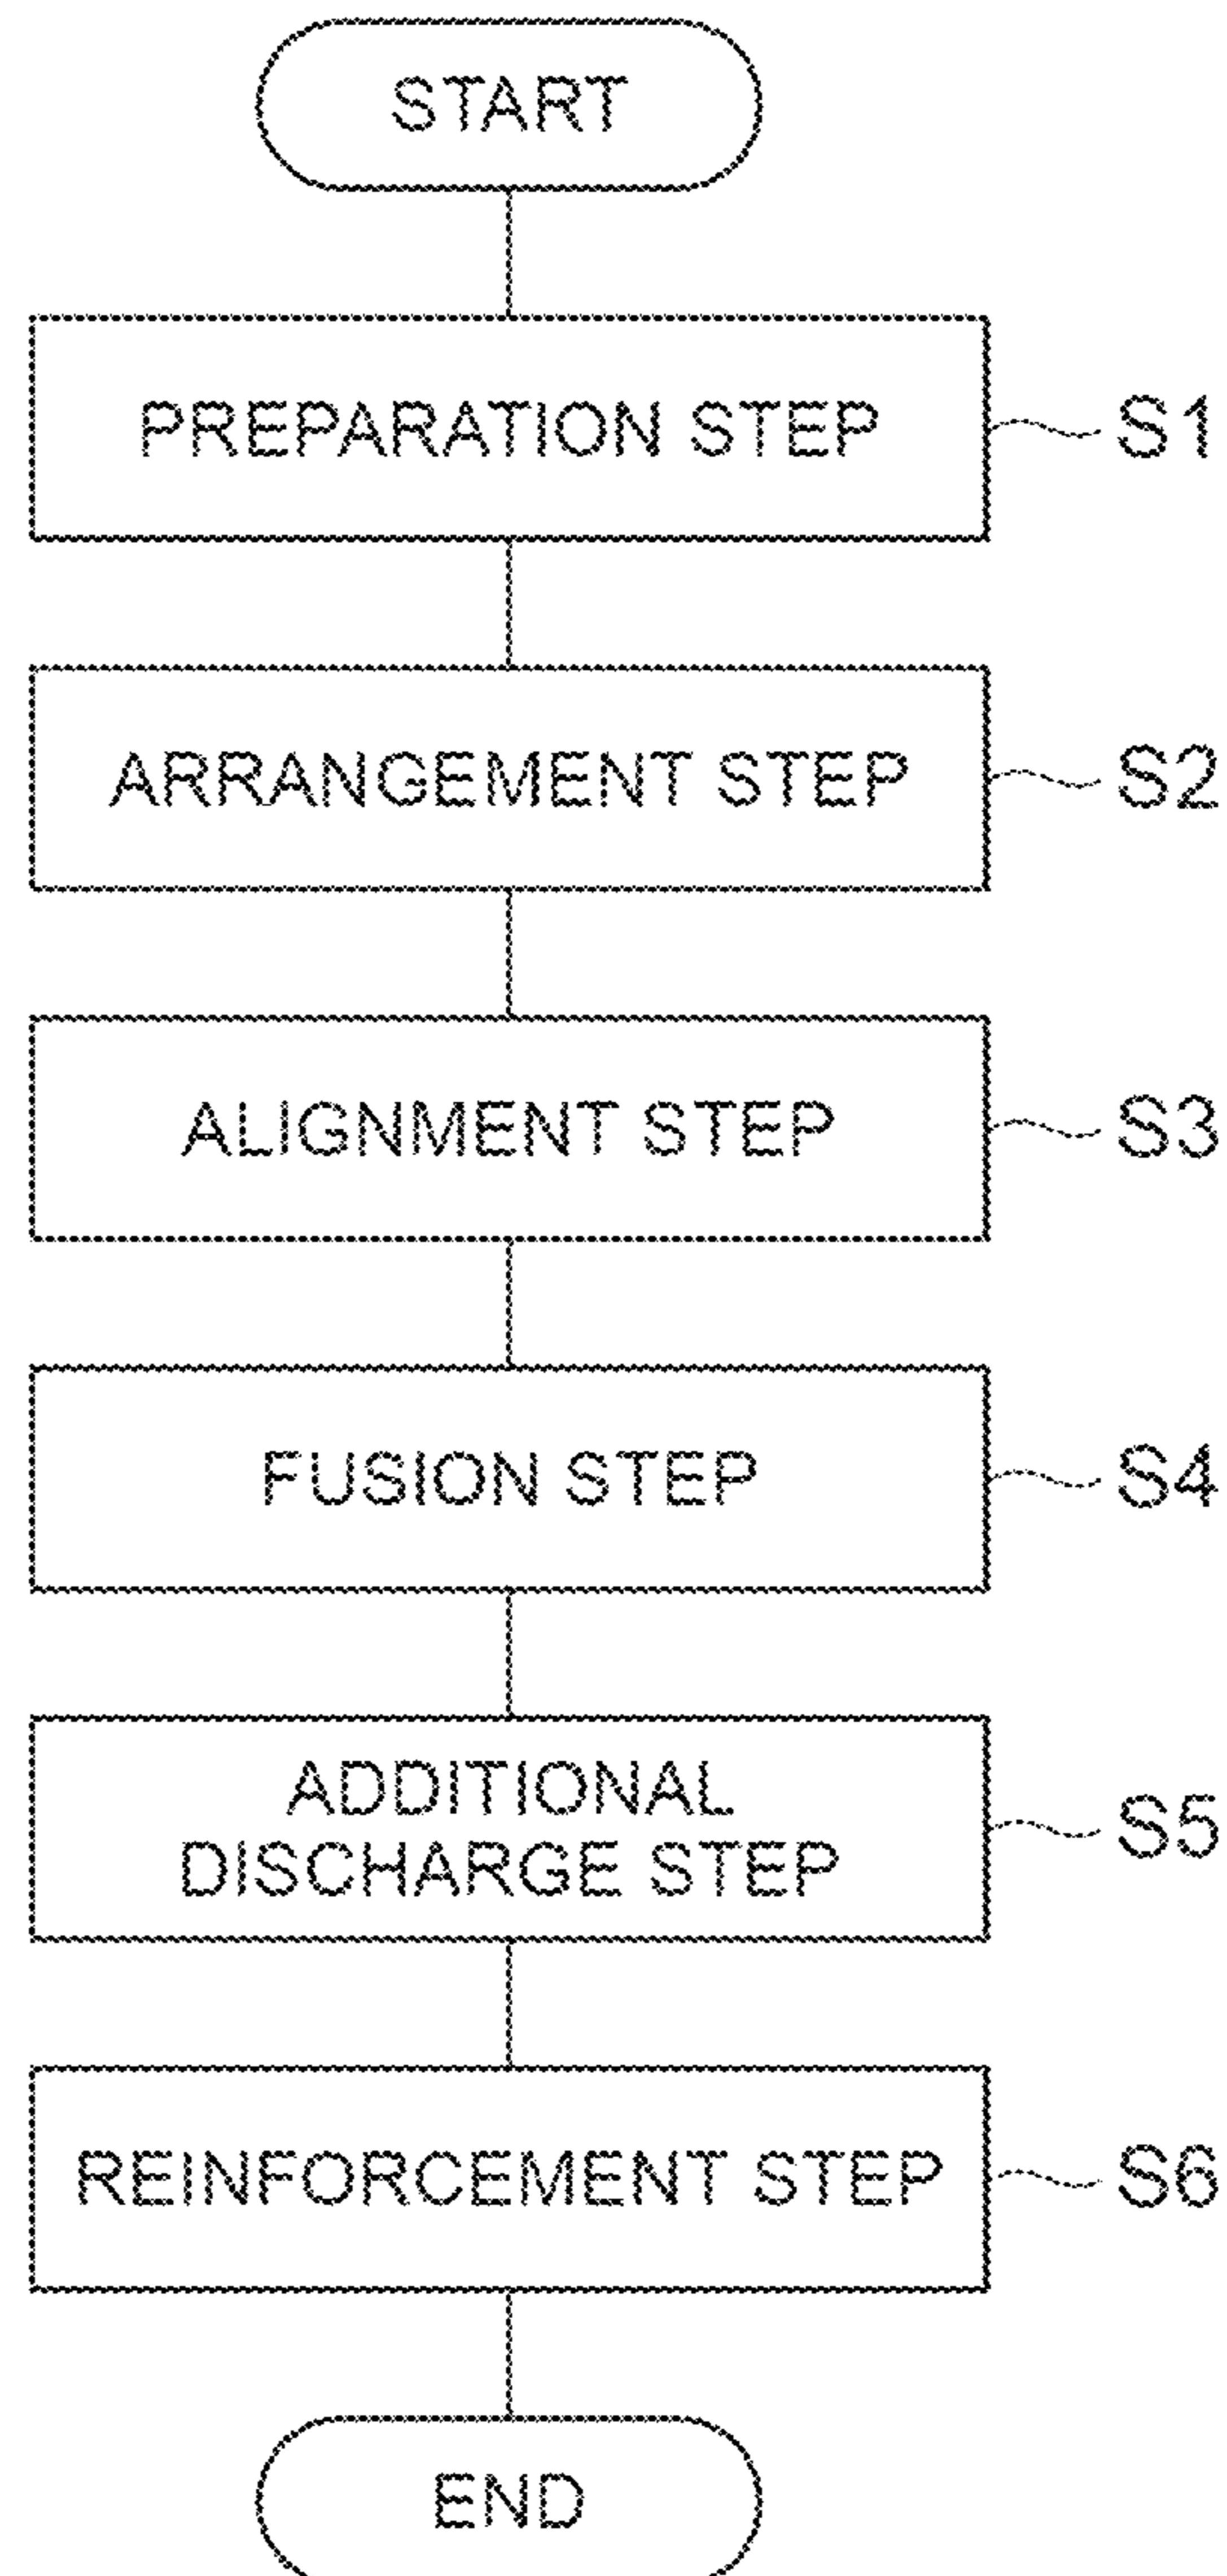 START
PREPARATION STEP
S1
ARRANGEMENT STEP
S2
ALIGNMENT STEP
S3
FUSION STEP
S4
ADDITIONAL
DISCHARGE STEP
S5
REINFORCEMENT STEP
S6
END